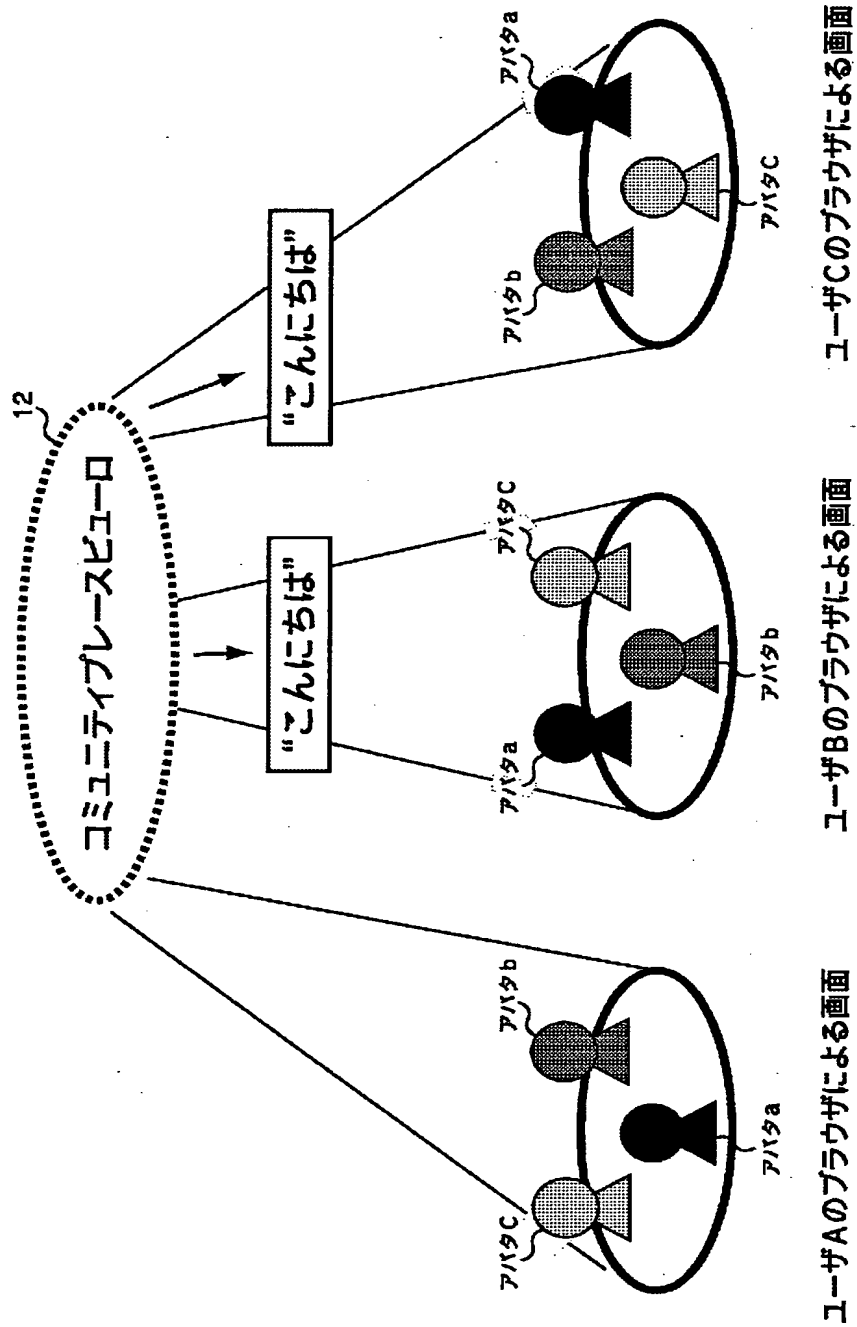 12
コミュニティプレースビューロ
“こんにちは”
“こんにちは”
アバタC
アバタb
アバタa
アバタa
アバタC
アバタb
アバタb
アバタa
アバタC
ユーザAのブラウザによる画面
ユーザBのブラウザによる画面
ユーザCのブラウザによる画面